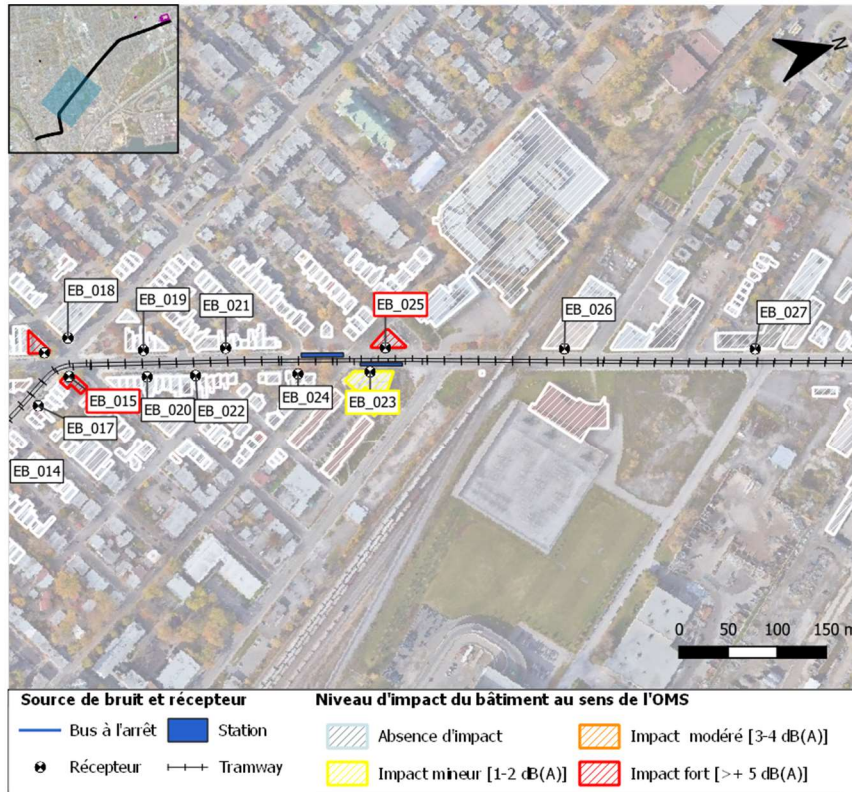 N
EB_018
EB_019
EB_021
EB_025
EB_026
EB_027
EB_015
EB_020
EB_022
EB_024
EB_023
EB_017
EB_014
0 50 100 150 m
Source de bruit et récepteur
Bus à l'arrêt
Station
Récepteur
Tramway
Niveau d'impact du bâtiment au sens de l'OMS
Absence d'impact
Impact modéré [3-4 dB(A)]
Impact mineur [1-2 dB(A)]
Impact fort [>+ 5 dB(A)]